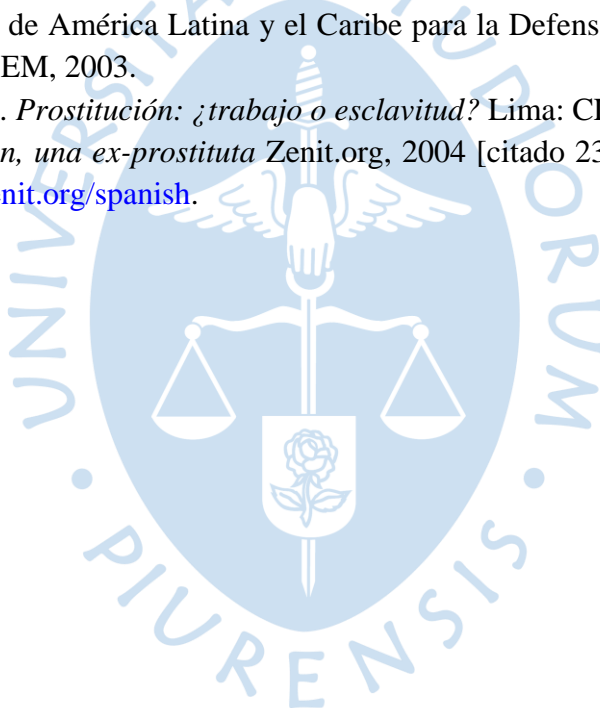 de América Latina y el Caribe para la Defens
EM, 2003.
. Prostitución: ¿trabajo o esclavitud? Lima: CI
n, una ex-prostituta Zenit.org, 2004 [citado 23
enit.org/spanish.
UNIVERSITAS STUDIORUM
PIURENSIS